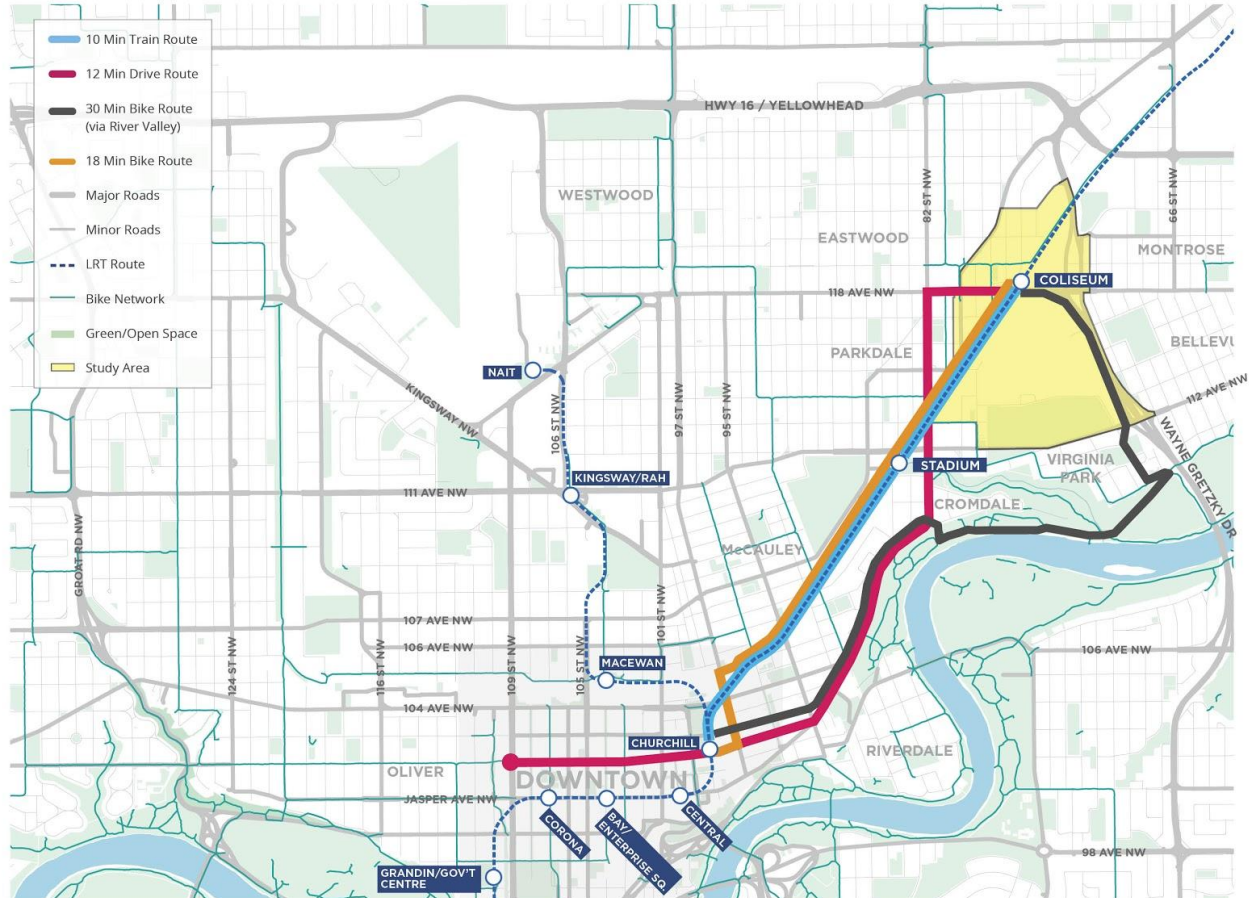 10 Min Train Route
12 Min Drive Route
30 Min Bike Route
(via River Valley)
18 Min Bike Route
Major Roads
Minor Roads
LRT Route
Bike Network
Green/Open Space
Study Area
HWY 16 / YELLOWHEAD
WESTWOOD
82 ST NW
66 ST NW
EASTWOOD
MONTROSE
COLISEUM
118 AVE NW
PARKDALE
BELLEVU
NAIT
KINGSWAY NW
106 ST NW
97 ST NW
95 ST NW
112 AVE NW
WAYNE GRETZKY DR
STADIUM
VIRGINIA
PARK
KINGSWAY/RAH
111 AVE NW
CROMDALE
GROAT RD NW
McCAULEY
107 AVE NW
101 ST NW
106 AVE NW
106 AVE NW
124 ST NW
116 ST NW
109 ST NW
105 ST NW
MACEWAN
104 AVE NW
CHURCHILL
RIVERDALE
OLIVER
DOWNTOWN
JASPER AVE NW
CORONA
BAY/
ENTERPRISE SQ.
CENTRAL
98 AVE NW
GRANDIN/GOV'T
CENTRE